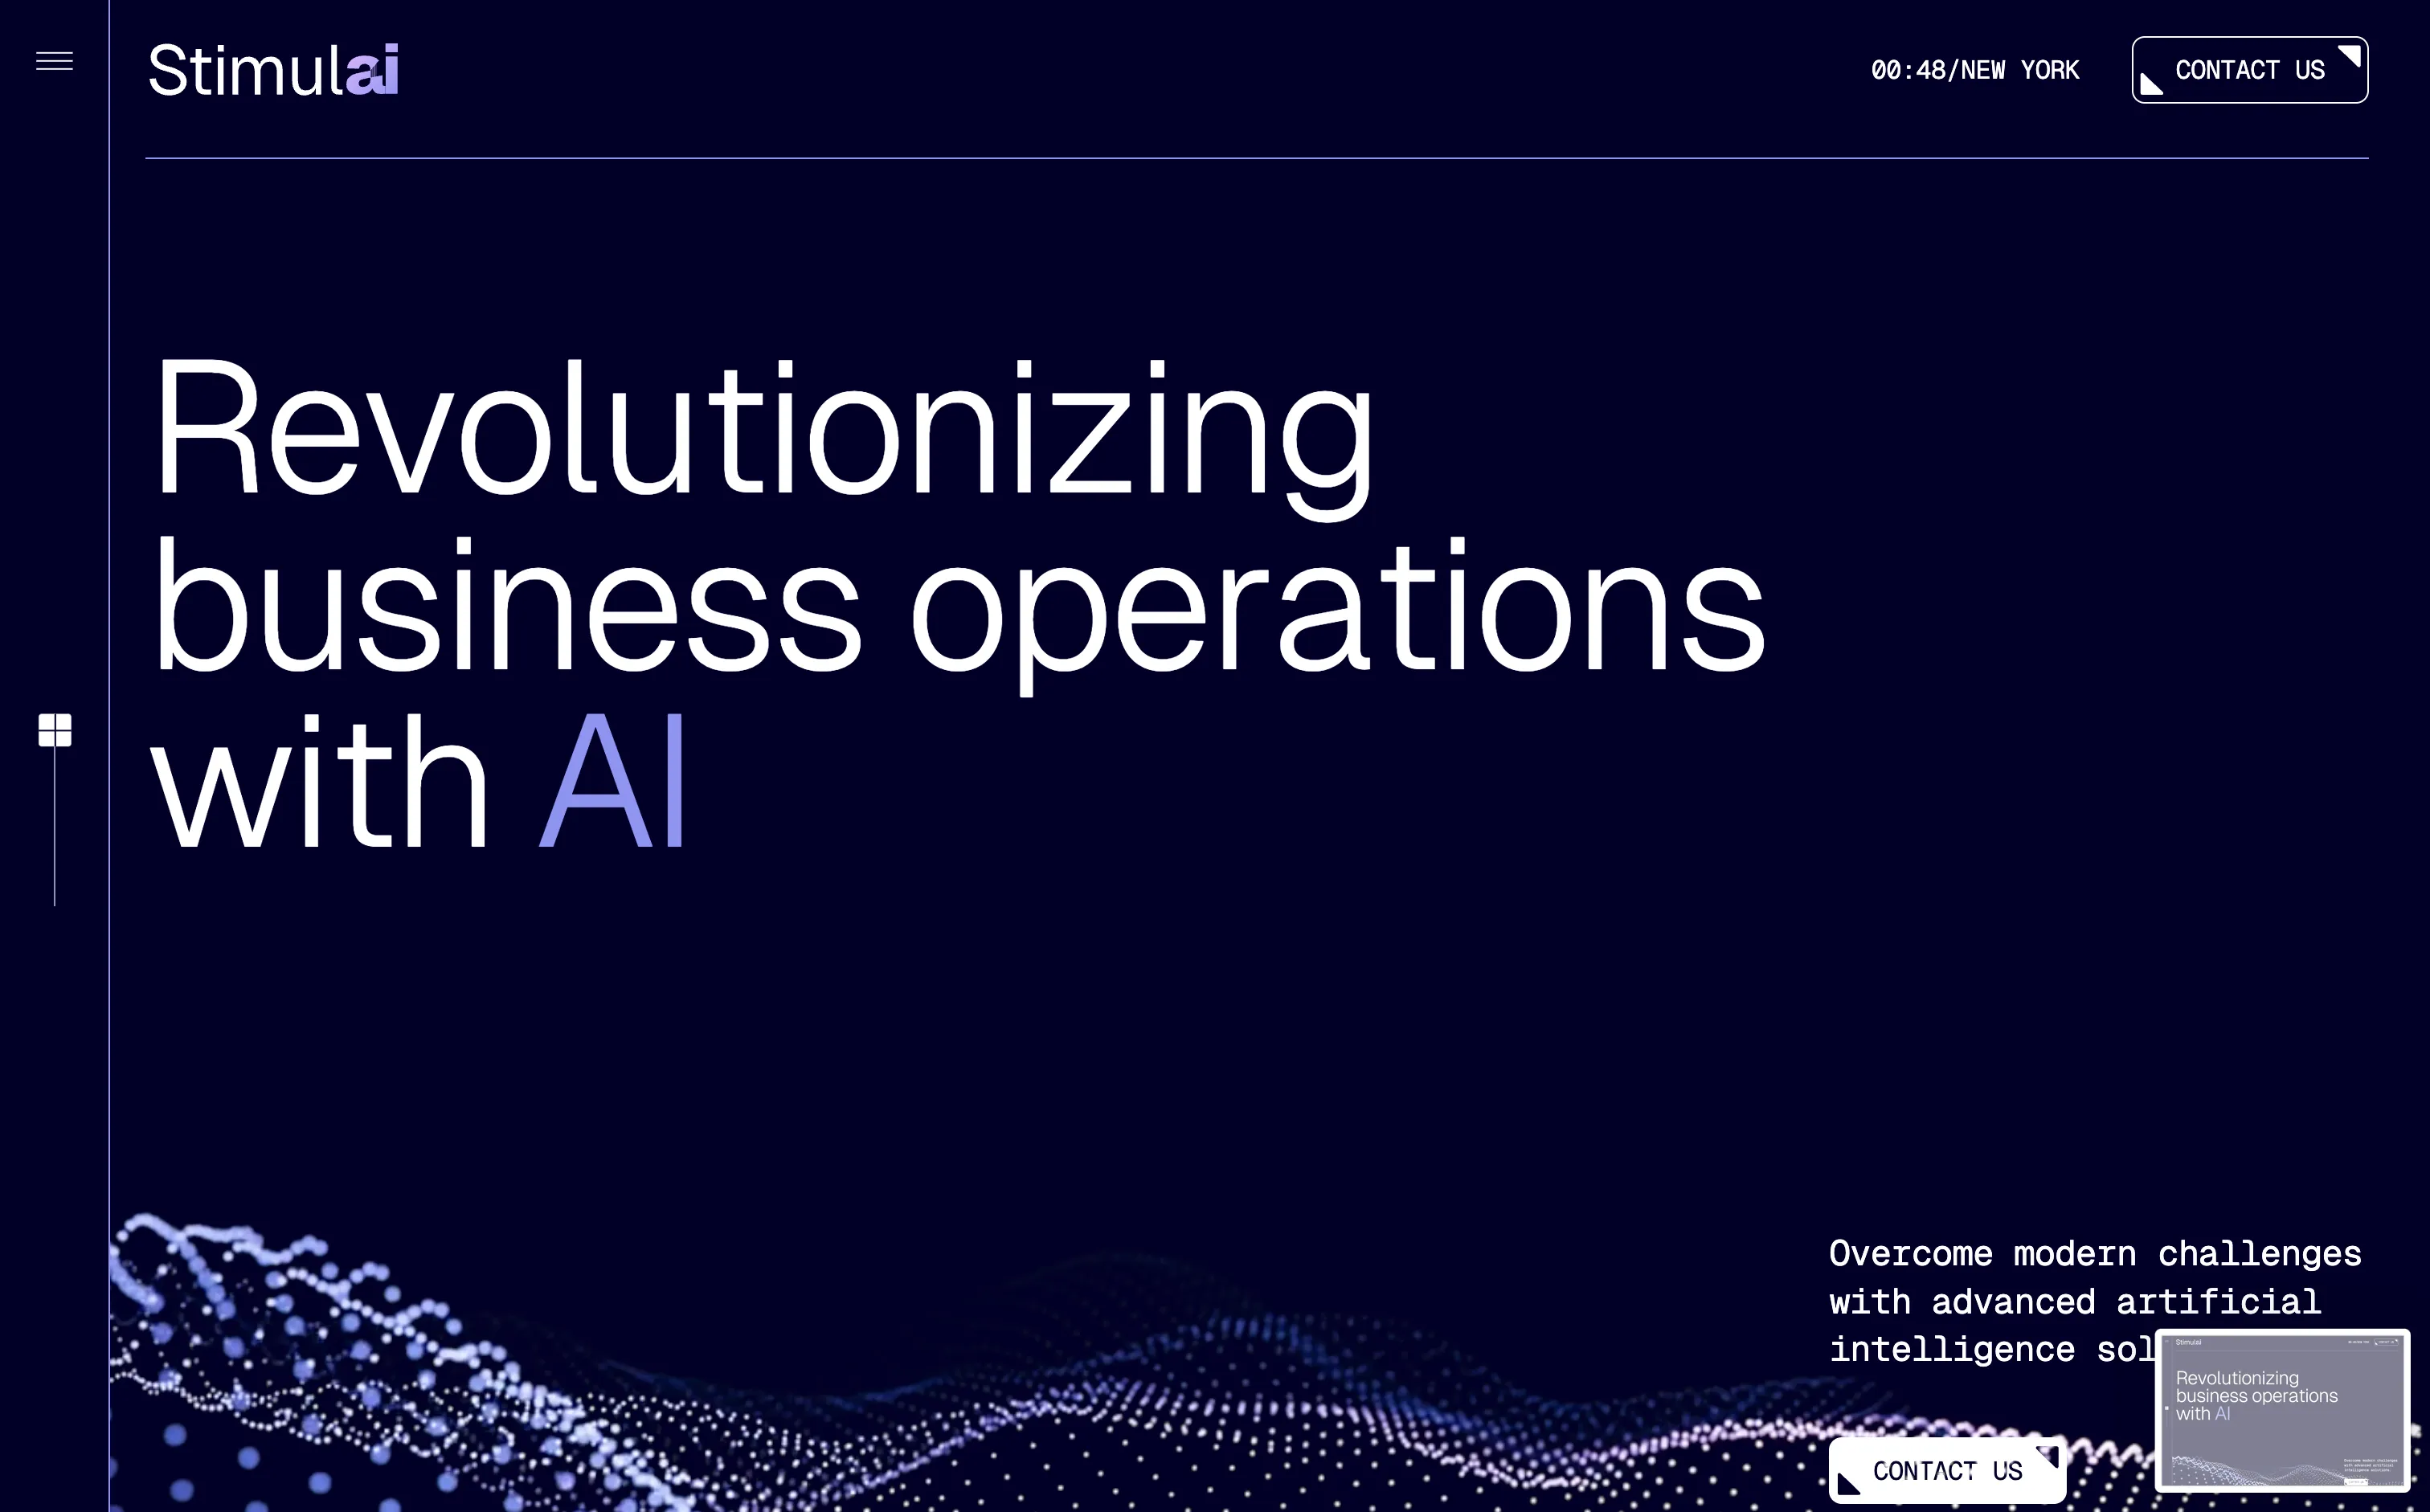 Stimulai
00:48/NEW YORK
CONTACT US
Revolutionizing
business operations
with AI
Overcome modern challenges
with advanced artificial
intelligence sol
CONTACT US
Stimulai
Revolutionizing
business operations
with AI